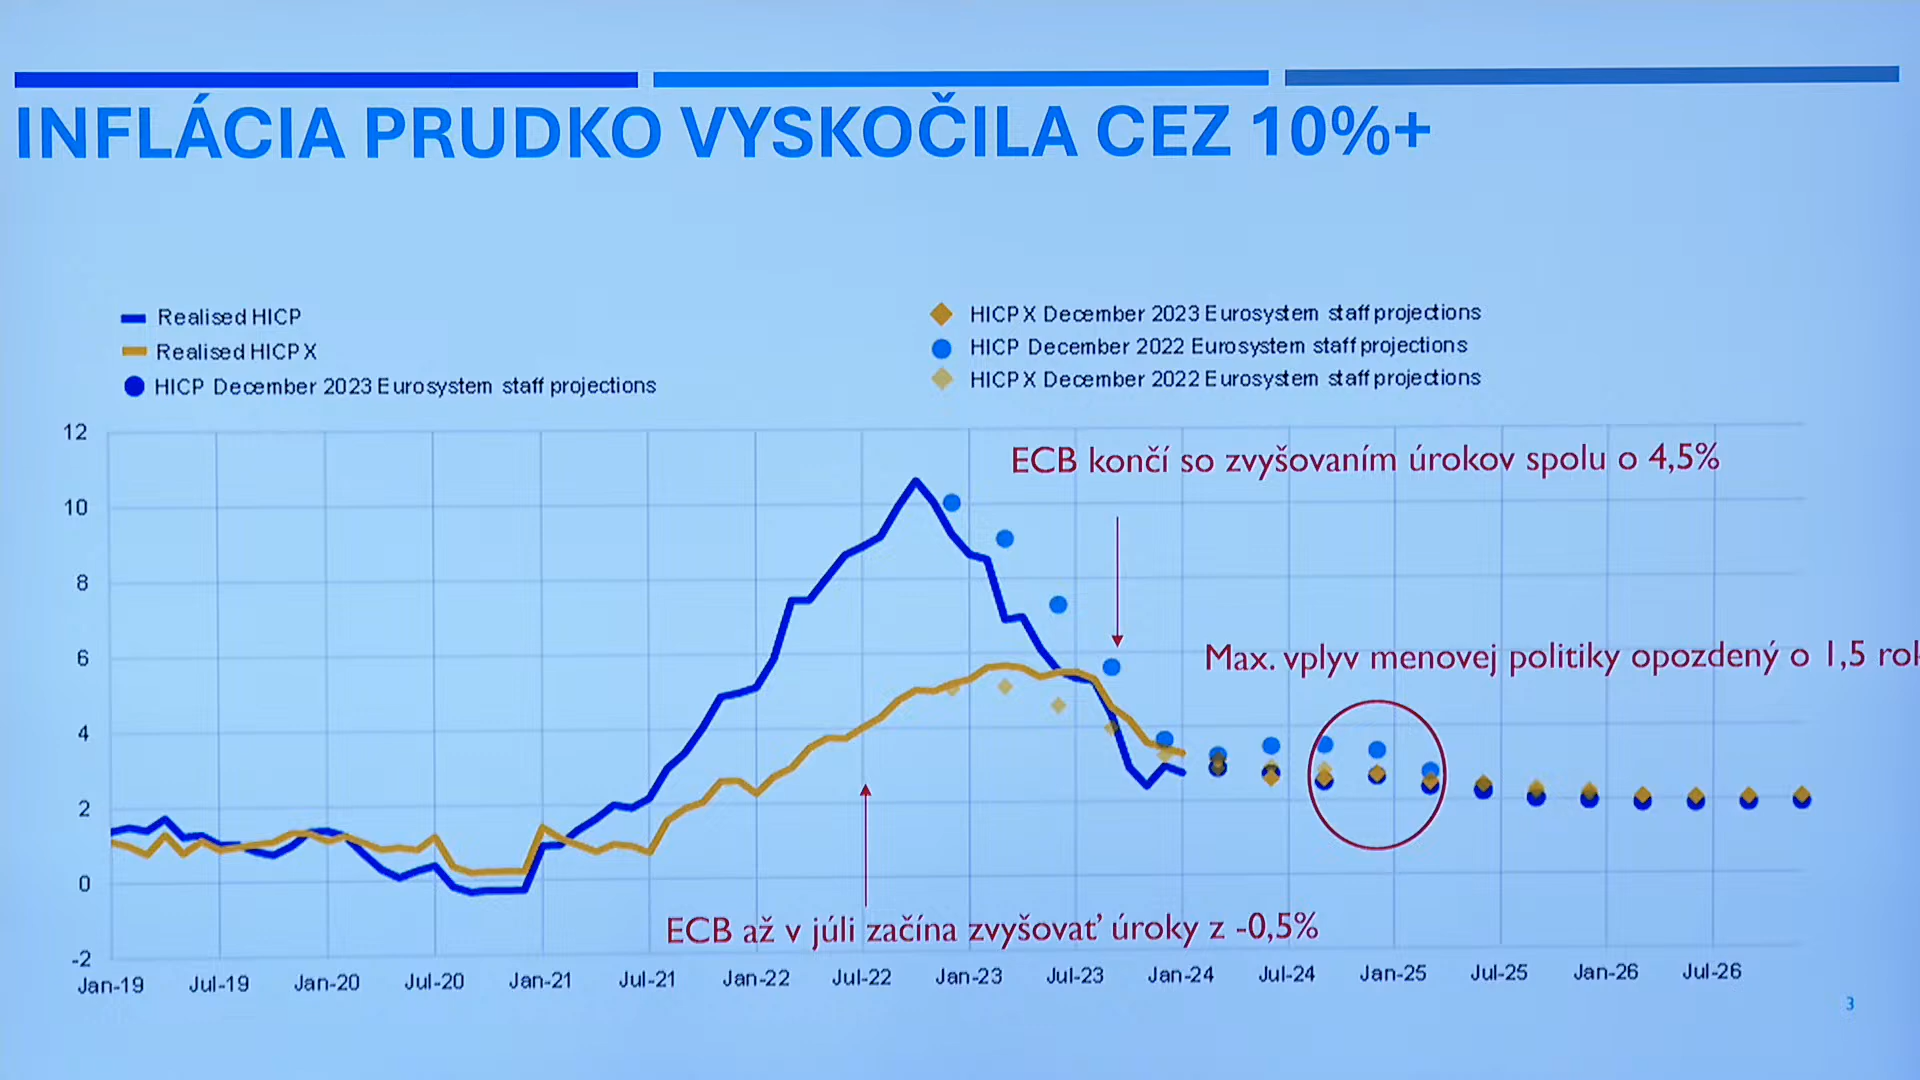 INFLÁCIA PRUDKO VYSKOČILA CEZ 10%+
Realised HICP
Realised HICPX
HICP December 2023 Eurosystem staff projections
HICPX December 2023 Eurosystem staff projections
HICP December 2022 Eurosystem staff projections
HICPX December 2022 Eurosystem staff projections
12
10
8
6
4
2
0
-2
ECB končí so zvyšovaním úrokov spolu o 4,5%
Max. vplyv menovej politiky opozdený o 1,5
ECB až v júli začína zvyšovať úroky z -0,5%
Jan-19 Jul-19 Jan-20 Jul-20 Jan-21 Jul-21 Jan-22 Jul-22 Jan-23 Jul-23 Jan-24 Jul-24 Jan-25 Jul-25 Jan-26 Jul-26
3